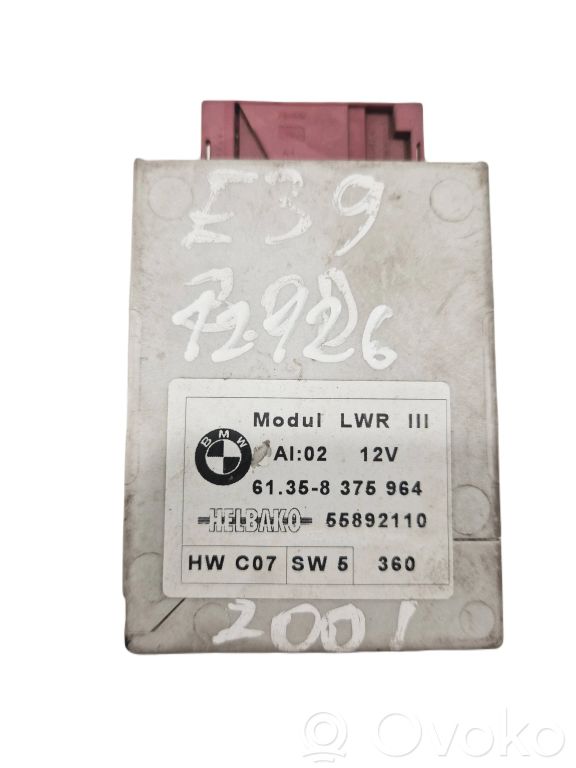 E39
Modul LWR III
BMW
AI:02 12V
61.35-8 375 964
HELBAKO 55892110
HW C07 SW 5 360
2001
Ovoko